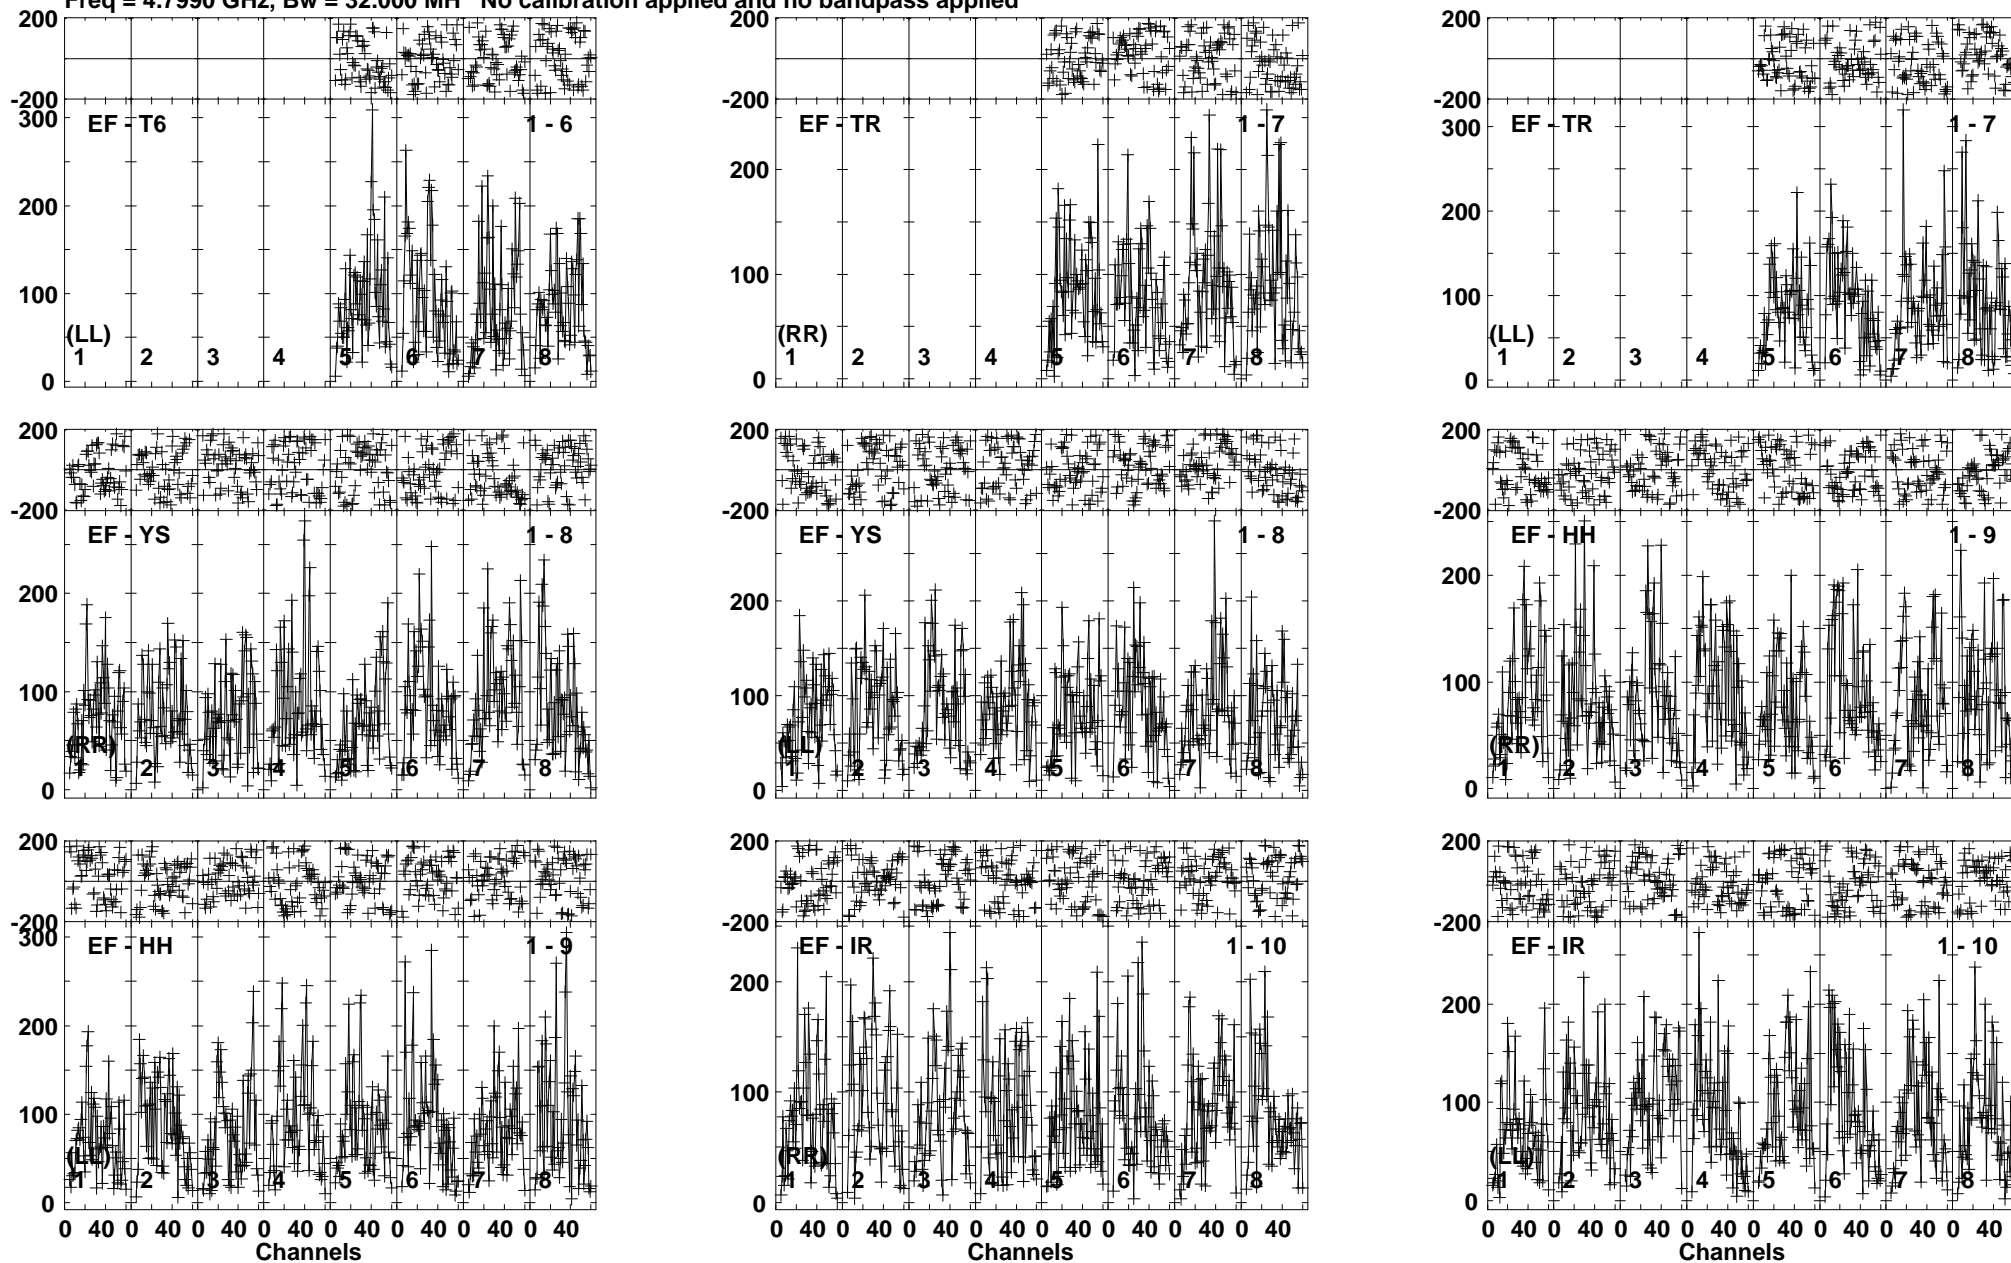 Freq = 4.7990 GHz, Bw = 32.000 MH No calibration applied and no bandpass applied
200 200 200
-200 -200 -200
300 EF - T6 1 - 6 EF - TR 1 - 7 300 EF - TR 1 - 7
200 200 200
100 100 100
(LL) (RR) (LL)
1 2 3 4 5 6 7 8 1 2 3 4 5 6 7 8 1 2 3 4 5 6 7 8
0 0 0
200 200 200
-200 -200 -200
EF - YS 1 - 8 EF - YS 1 - 8 EF - HH 1 - 9
200 200 200
100 100 100
(RR) (LL) (RR)
1 2 3 4 5 6 7 8 1 2 3 4 5 6 7 8 1 2 3 4 5 6 7 8
0 0 0
200 200 200
-200 -200 -200
300 EF - HH 1 - 9 EF - IR 1 - 10 EF - IR 1 - 10
200 200 200
100 100 100
(LL) (RR) (LL)
1 2 3 4 5 6 7 8 1 2 3 4 5 6 7 8 1 2 3 4 5 6 7 8
0 0 0
0 40 0 40 0 40 0 40 0 40 0 40 0 40 0 40 0 40 0 40 0 40 0 40 0 40 0 40 0 40 0 40 0 40 0 40 0 40 0 40 0 40 0 40 0 40 0 40
Channels Channels Channels